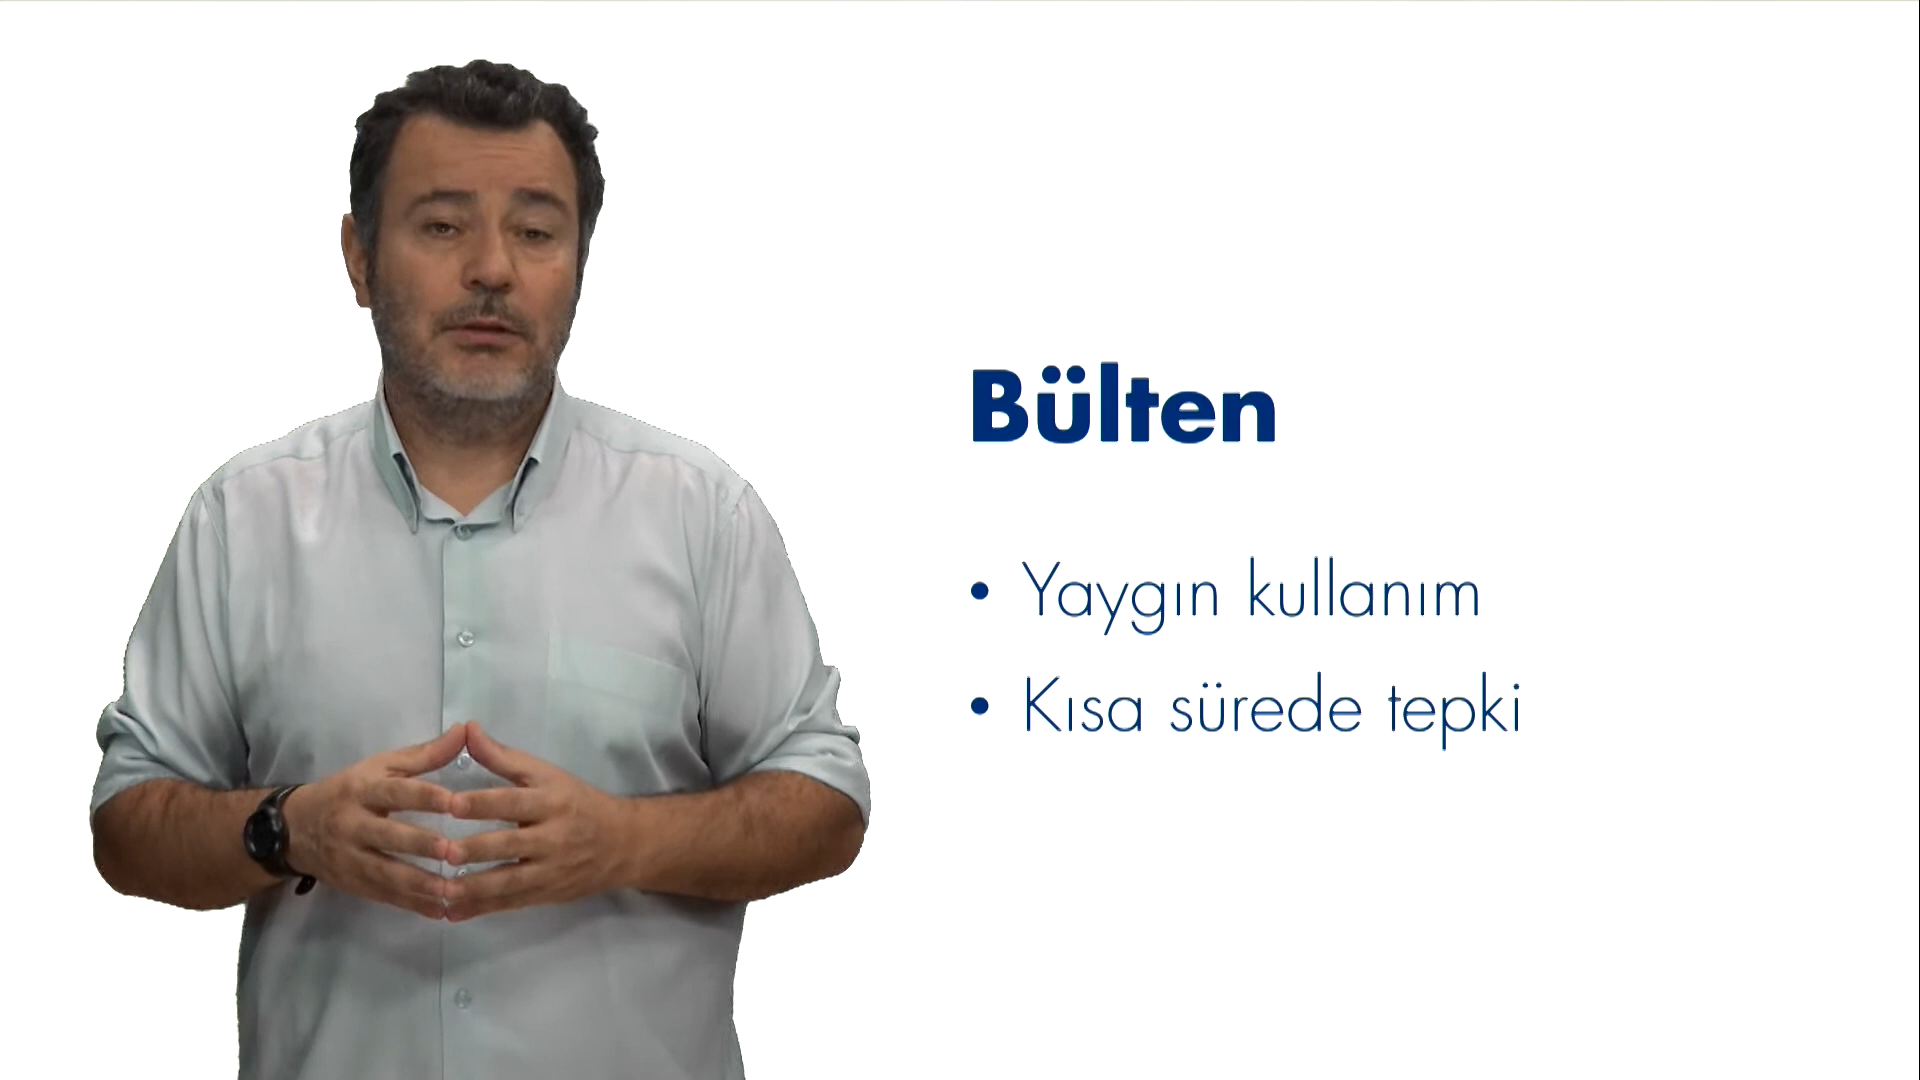 Bülten
• Yaygın kullanım
• Kısa sürede tepki